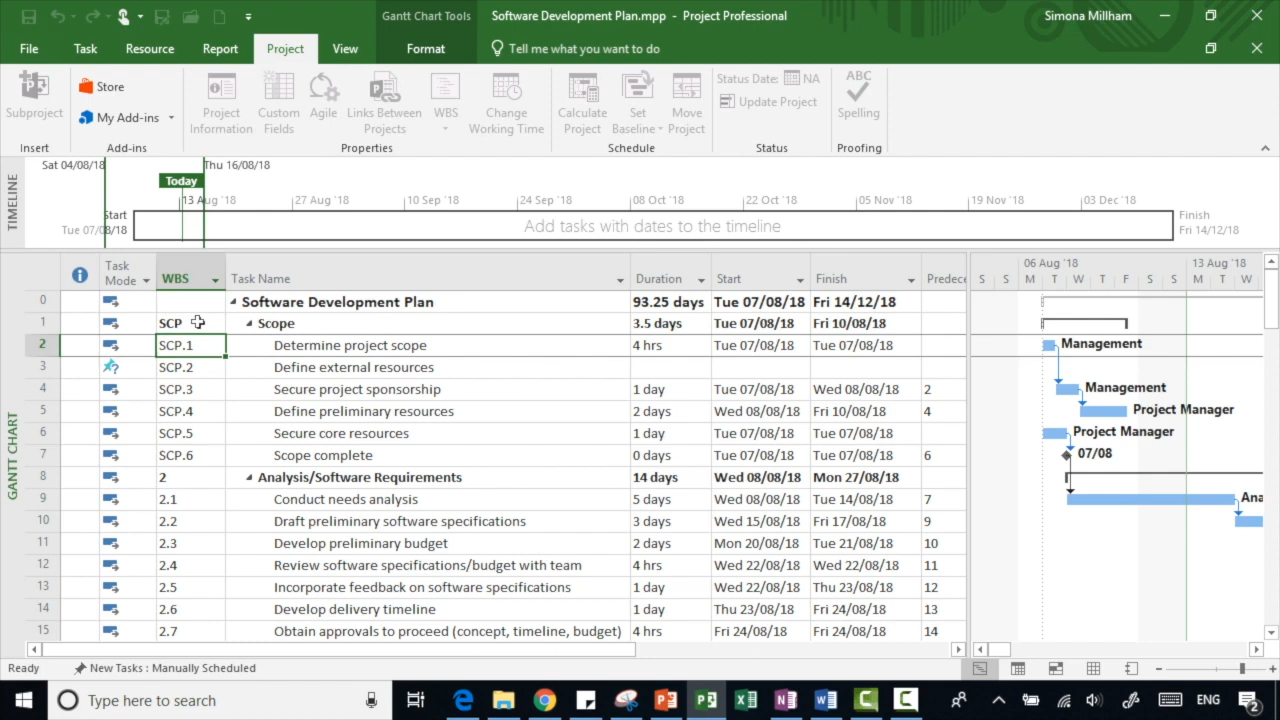 Gantt Chart Tools
Software Development Plan.mpp - Project Professional
Simona Millham
File Task Resource Report Project View Format Tell me what you want to do
Subproject
Store
My Add-ins
Project Information
Custom Fields
Agile
Links Between Projects
WBS
Change Working Time
Calculate Project
Set Baseline
Move Project
Status Date: NA
Update Project
ABC
Spelling
Insert Add-ins Properties Schedule Status Proofing
TIMELINE
Sat 04/08/18 Thu 16/08/18
Today
13 Aug '18 27 Aug '18 10 Sep '18 24 Sep '18 08 Oct '18 22 Oct '18 05 Nov '18 19 Nov '18 03 Dec '18
Start
Tue 07/08/18
Add tasks with dates to the timeline
Finish
Fri 14/12/18
GANTT CHART
Task Mode WBS Task Name Duration Start Finish Predece
06 Aug '18 13 Aug '18
S S M T W T F S S M T W
0 Software Development Plan 93.25 days Tue 07/08/18 Fri 14/12/18
1 SCP Scope 3.5 days Tue 07/08/18 Fri 10/08/18
2 SCP.1 Determine project scope 4 hrs Tue 07/08/18 Tue 07/08/18 Management
3 SCP.2 Define external resources
4 SCP.3 Secure project sponsorship 1 day Tue 07/08/18 Wed 08/08/18 2 Management
5 SCP.4 Define preliminary resources 2 days Wed 08/08/18 Fri 10/08/18 4 Project Manager
6 SCP.5 Secure core resources 1 day Tue 07/08/18 Tue 07/08/18 Project Manager
7 SCP.6 Scope complete 0 days Tue 07/08/18 Tue 07/08/18 6 07/08
8 2 Analysis/Software Requirements 14 days Wed 08/08/18 Mon 27/08/18
9 2.1 Conduct needs analysis 5 days Wed 08/08/18 Tue 14/08/18 7 Ana
10 2.2 Draft preliminary software specifications 3 days Wed 15/08/18 Fri 17/08/18 9
11 2.3 Develop preliminary budget 2 days Mon 20/08/18 Tue 21/08/18 10
12 2.4 Review software specifications/budget with team 4 hrs Wed 22/08/18 Wed 22/08/18 11
13 2.5 Incorporate feedback on software specifications 1 day Wed 22/08/18 Thu 23/08/18 12
14 2.6 Develop delivery timeline 1 day Thu 23/08/18 Fri 24/08/18 13
15 2.7 Obtain approvals to proceed (concept, timeline, budget) 4 hrs Fri 24/08/18 Fri 24/08/18 14
Ready New Tasks : Manually Scheduled
Type here to search
ENG
2